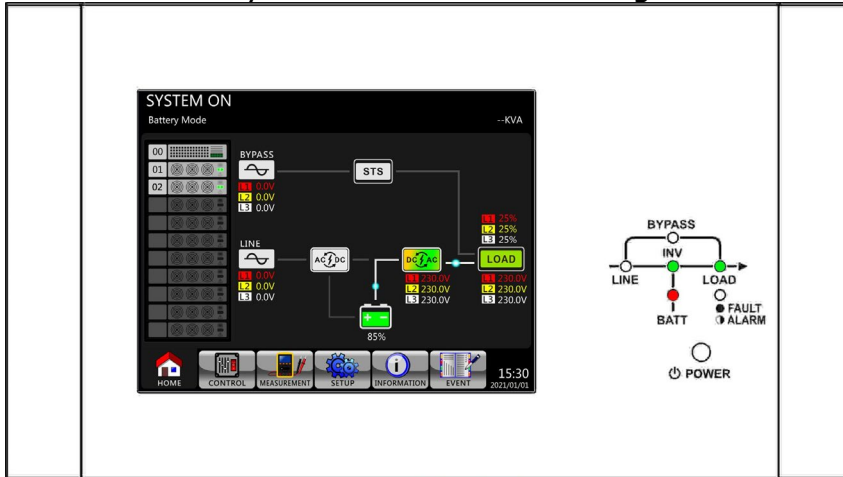 SYSTEM ON
Battery Mode
--KVA
00
01
02
BYPASS
L1 0.0V
L2 0.0V
L3 0.0V
STS
LINE
L1 0.0V
L2 0.0V
L3 0.0V
AC DC
DC AC
L1 230.0V
L2 230.0V
L3 230.0V
L1 25%
L2 25%
L3 25%
LOAD
L1 230.0V
L2 230.0V
L3 230.0V
+ -
85%
HOME
CONTROL
MEASUREMENT
SETUP
INFORMATION
EVENT
15:30
2021/01/01
BYPASS
INV
LINE
LOAD
BATT
FAULT
ALARM
POWER